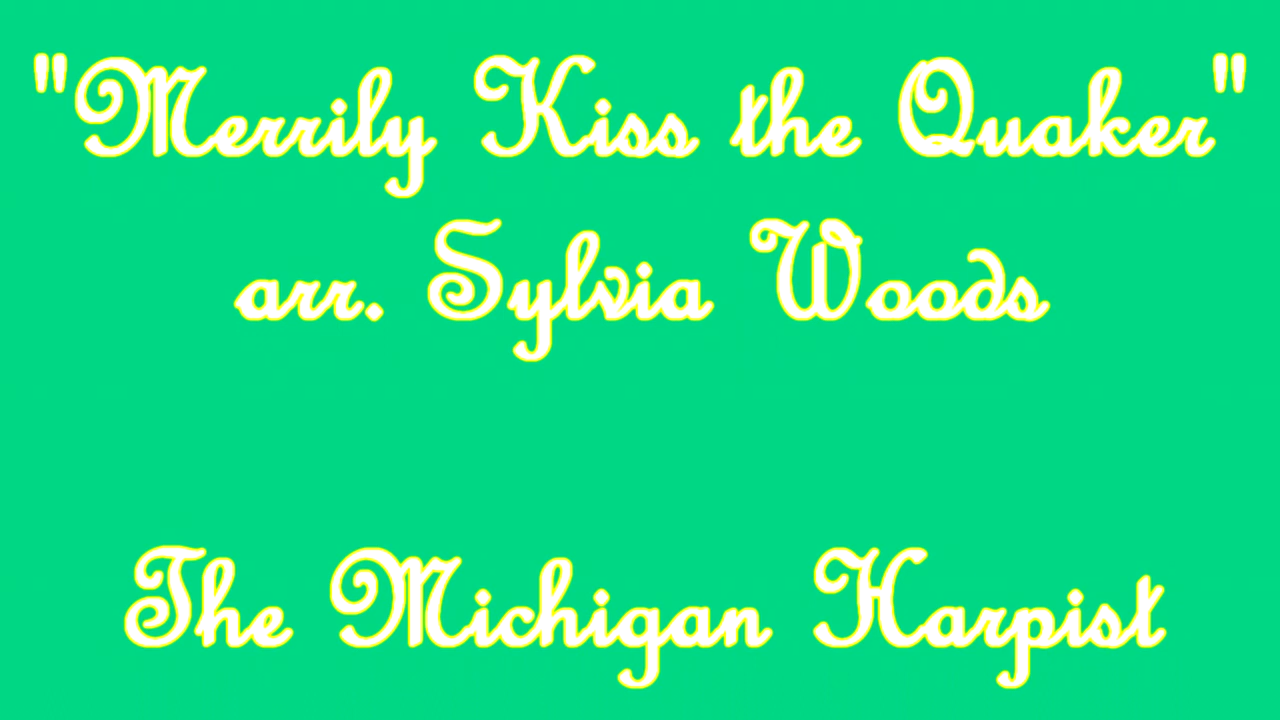 "Merrily Kiss the Quaker"
arr. Sylvia Woods
The Michigan Harpist